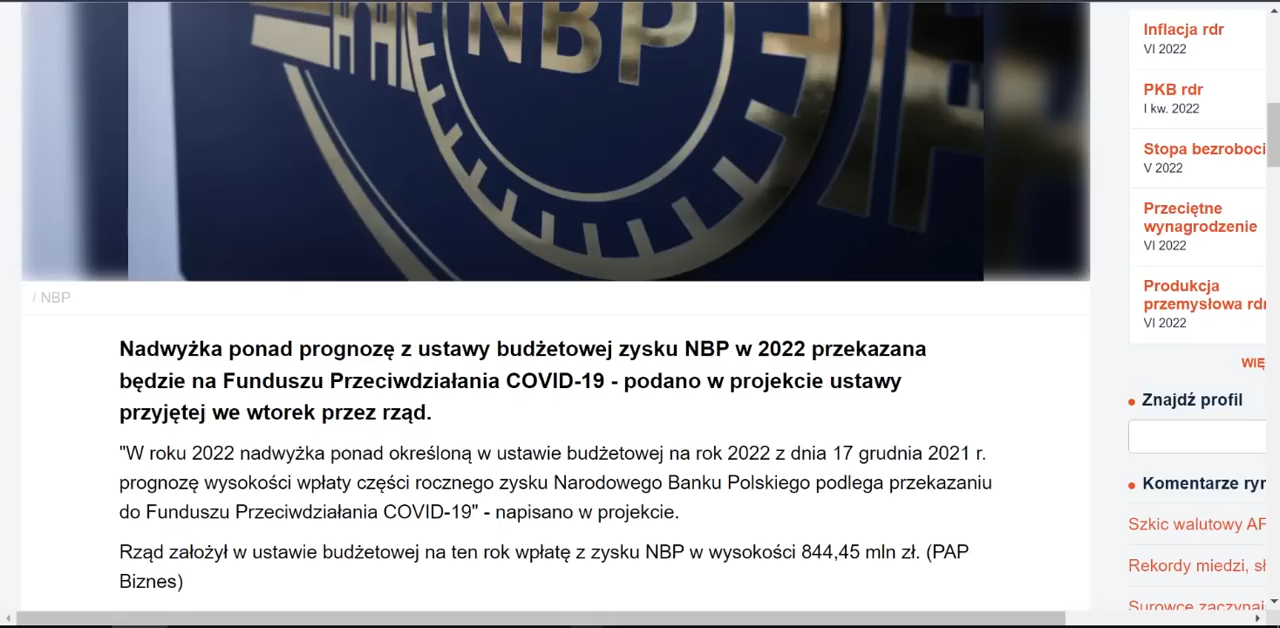 NBP
/ NBP
Nadwyżka ponad prognozę z ustawy budżetowej zysku NBP w 2022 przekazana
będzie na Funduszu Przeciwdziałania COVID-19 - podano w projekcie ustawy
przyjętej we wtorek przez rząd.
"W roku 2022 nadwyżka ponad określoną w ustawie budżetowej na rok 2022 z dnia 17 grudnia 2021 r.
prognozę wysokości wpłaty części rocznego zysku Narodowego Banku Polskiego podlega przekazaniu
do Funduszu Przeciwdziałania COVID-19" - napisano w projekcie.
Rząd założył w ustawie budżetowej na ten rok wpłatę z zysku NBP w wysokości 844,45 mln zł. (PAP
Biznes)
Inflacja rdr
VI 2022
PKB rdr
I kw. 2022
Stopa bezroboci
V 2022
Przeciętne
wynagrodzenie
VI 2022
Produkcja
przemysłowa rdr
VI 2022
WIĘ
Znajdź profil
Komentarze ryn
Szkic walutowy AF
Rekordy miedzi, sł
Surowce zaczynaj